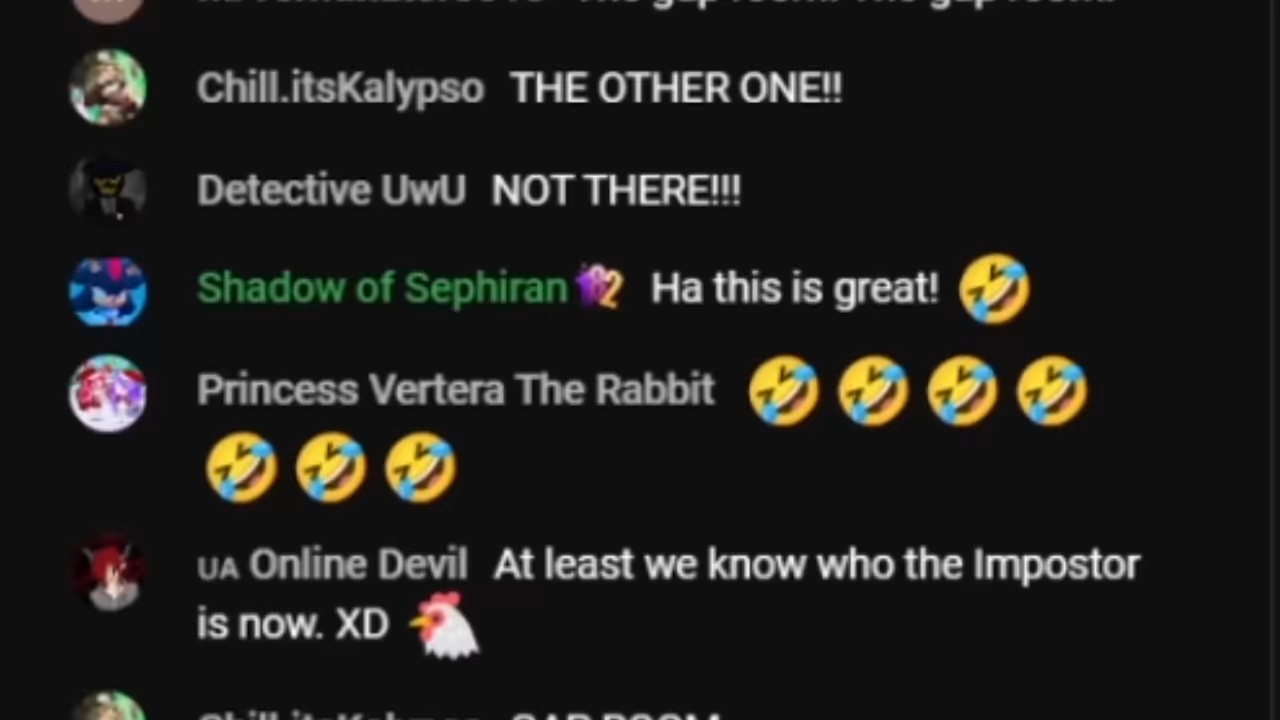 Chill.itsKalypso THE OTHER ONE!!
Detective UwU NOT THERE!!!
Shadow of Sephiran Ha this is great! 🤣
Princess Vertera The Rabbit 🤣🤣🤣🤣
🤣🤣🤣
UA Online Devil At least we know who the Impostor
is now. XD 🐔